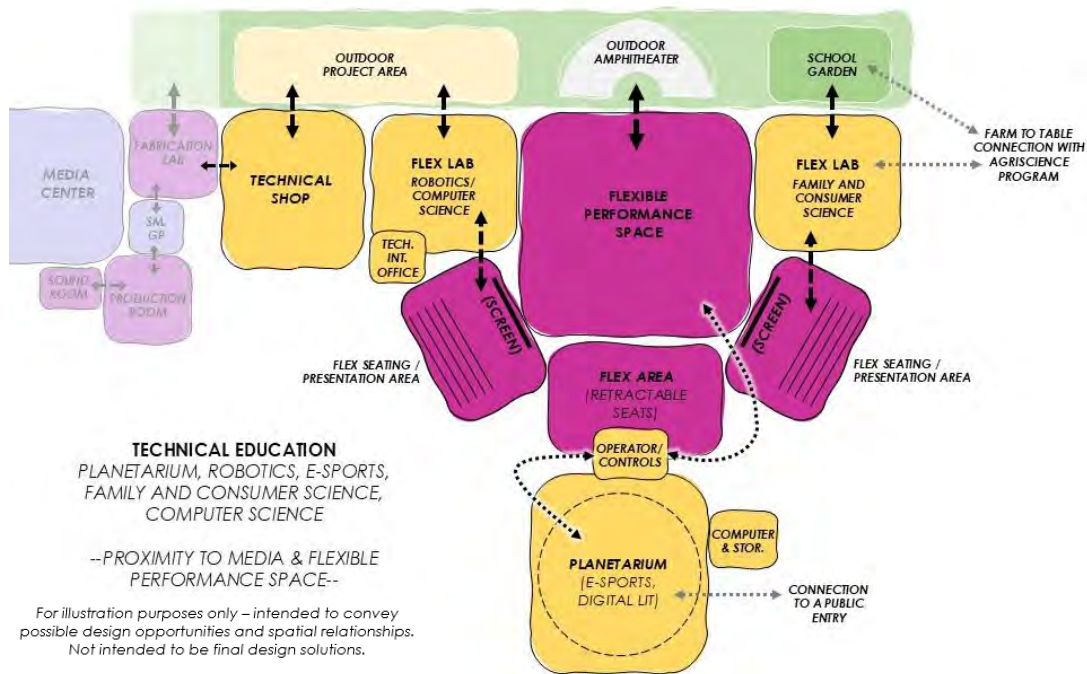 OUTDOOR
PROJECT AREA
OUTDOOR
AMPHITHEATER
SCHOOL
GARDEN
FARM TO TABLE
CONNECTION WITH
AGRISCIENCE
PROGRAM
MEDIA
CENTER
FABRICATION
LAB
SM.
GP
SOUND
ROOM
PRODUCTION
ROOM
TECHNICAL
SHOP
FLEX LAB
ROBOTICS/
COMPUTER
SCIENCE
TECH.
INT.
OFFICE
FLEXIBLE
PERFORMANCE
SPACE
FLEX LAB
FAMILY AND
CONSUMER
SCIENCE
(SCREEN)
(SCREEN)
FLEX SEATING /
PRESENTATION AREA
FLEX SEATING /
PRESENTATION AREA
FLEX AREA
(RETRACTABLE
SEATS)
OPERATOR/
CONTROLS
PLANETARIUM
(E-SPORTS,
DIGITAL LIT)
COMPUTER
& STOR.
CONNECTION
TO A PUBLIC
ENTRY
TECHNICAL EDUCATION
PLANETARIUM, ROBOTICS, E-SPORTS,
FAMILY AND CONSUMER SCIENCE,
COMPUTER SCIENCE
--PROXIMITY TO MEDIA & FLEXIBLE
PERFORMANCE SPACE--
For illustration purposes only – intended to convey
possible design opportunities and spatial relationships.
Not intended to be final design solutions.